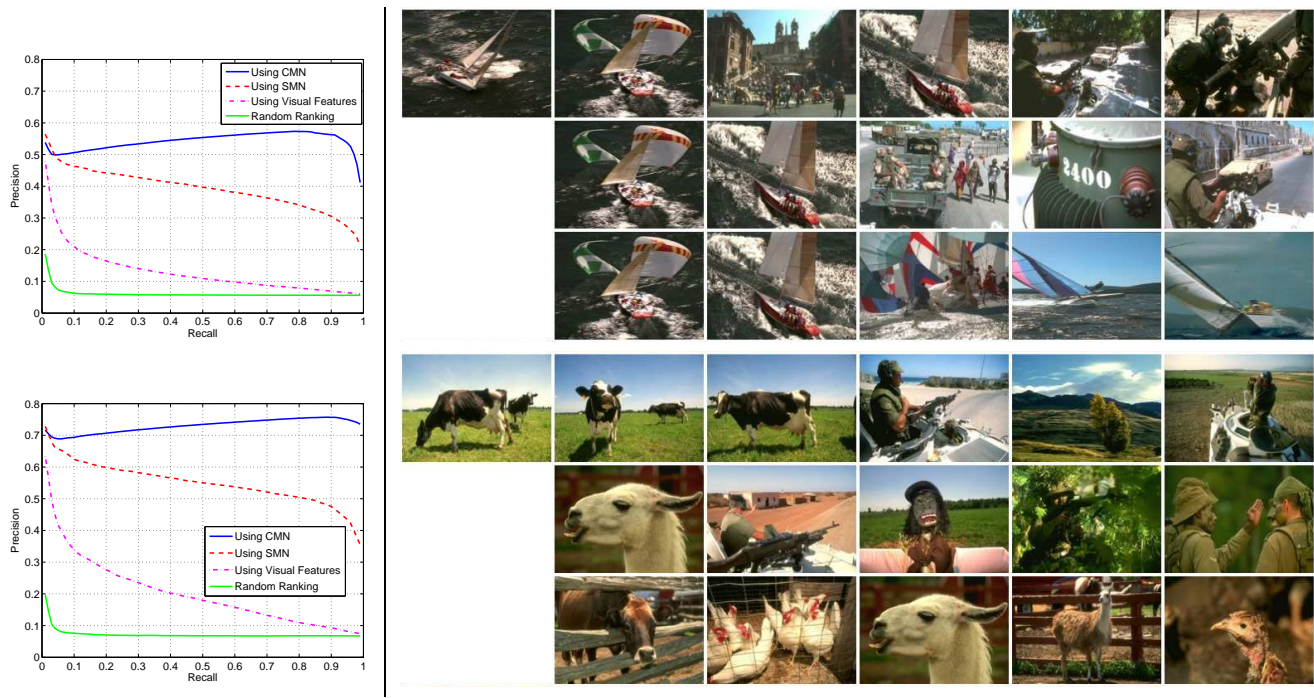 0.8
0.7
0.6
0.5
0.4
0.3
0.2
0.1
0
Precision
Using CMN
Using SMN
Using Visual Features
Random Ranking
0 0.1 0.2 0.3 0.4 0.5 0.6 0.7 0.8 0.9 1
Recall
2400
0.8
0.7
0.6
0.5
0.4
0.3
0.2
0.1
0
Precision
Using CMN
Using SMN
Using Visual Features
Random Ranking
0 0.1 0.2 0.3 0.4 0.5 0.6 0.7 0.8 0.9 1
Recall